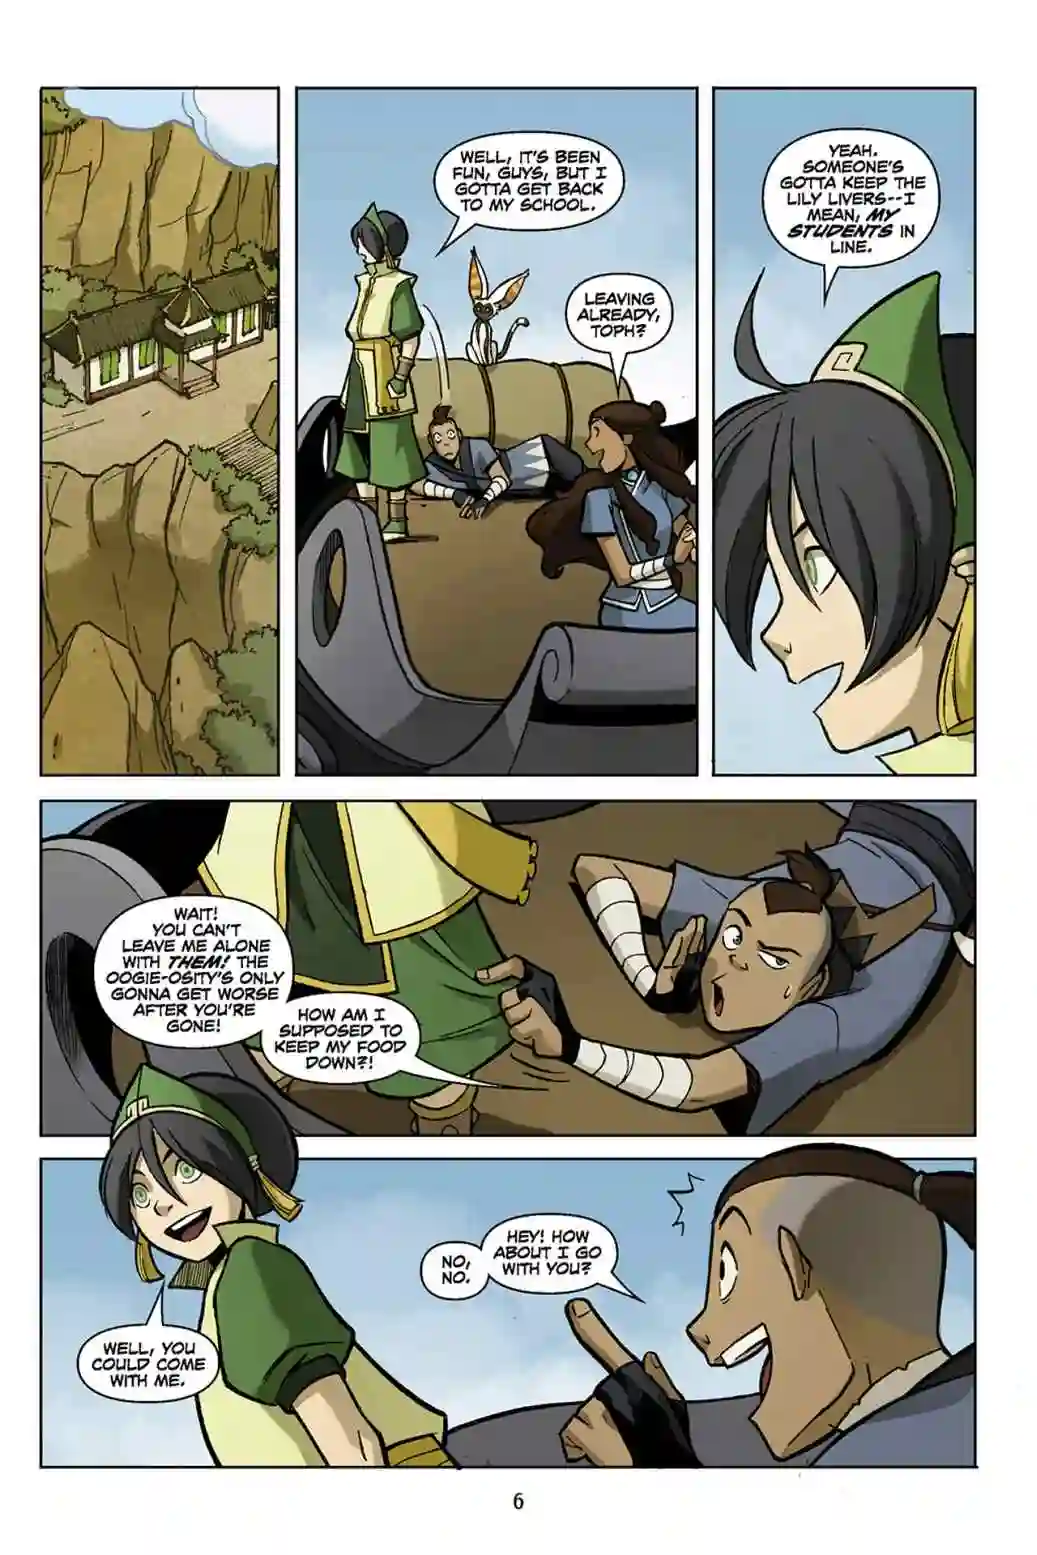 WELL, IT'S BEEN
FUN, GUYS, BUT I
GOTTA GET BACK
TO MY SCHOOL.
LEAVING
ALREADY,
TOPH?
YEAH.
SOMEONE'S
GOTTA KEEP THE
LILY LIVERS--I
MEAN, MY
STUDENTS IN
LINE.
WAIT!
YOU CAN'T
LEAVE ME ALONE
WITH THEM! THE
OOGIE-OSITY'S ONLY
GONNA GET WORSE
AFTER YOU'RE
GONE!
HOW AM I
SUPPOSED TO
KEEP MY FOOD
DOWN?!
WELL, YOU
COULD COME
WITH ME.
NO,
NO.
HEY! HOW
ABOUT I GO
WITH YOU?
6